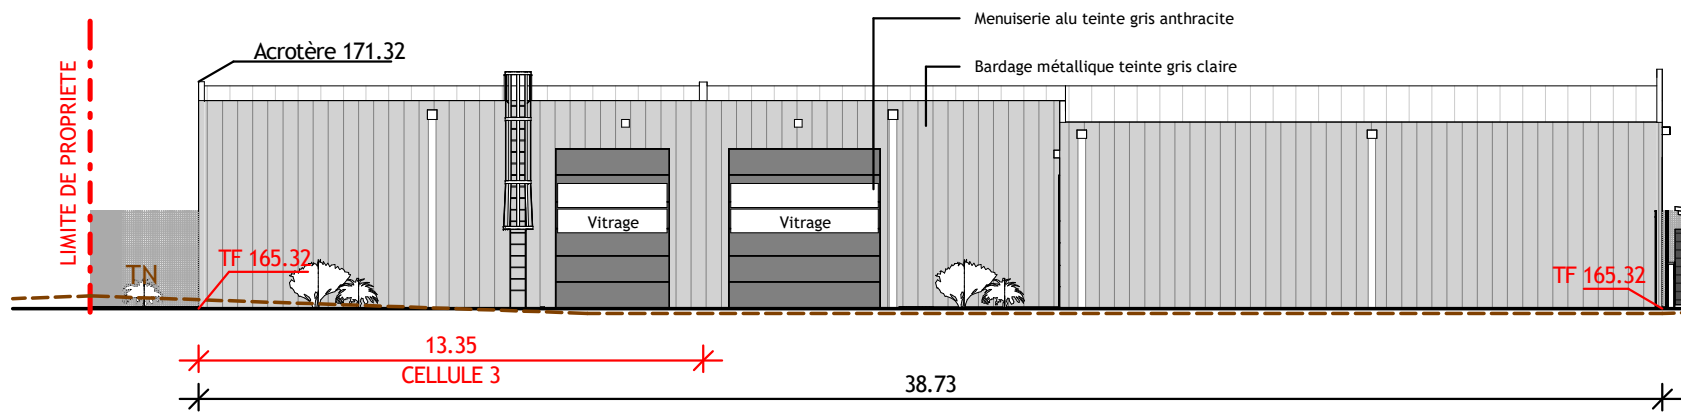 Menuiserie alu teinte gris anthracite
Acrotère 171.32
Bardage métallique teinte gris claire
LIMITE DE PROPRIETE
Vitrage
Vitrage
TF 165.32
TN
TF 165.32
13.35
CELLULE 3
38.73